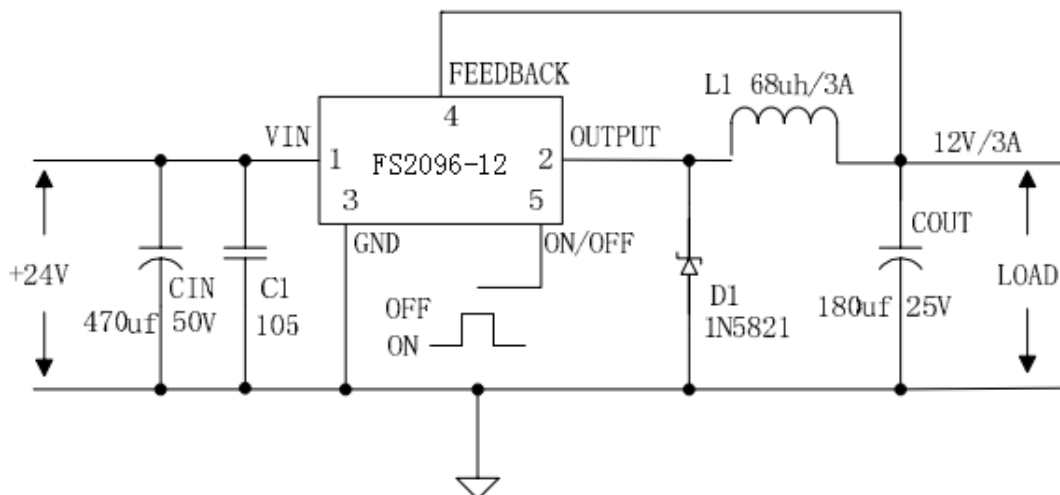 FEEDBACK
L1 68uh/3A
4
VIN
OUTPUT
12V/3A
1
FS2096-12
2
3
5
GND
ON/OFF
COUT
+24V
CIN
C1
470uf 50V
105
OFF
ON
D1
1N5821
180uf 25V
LOAD